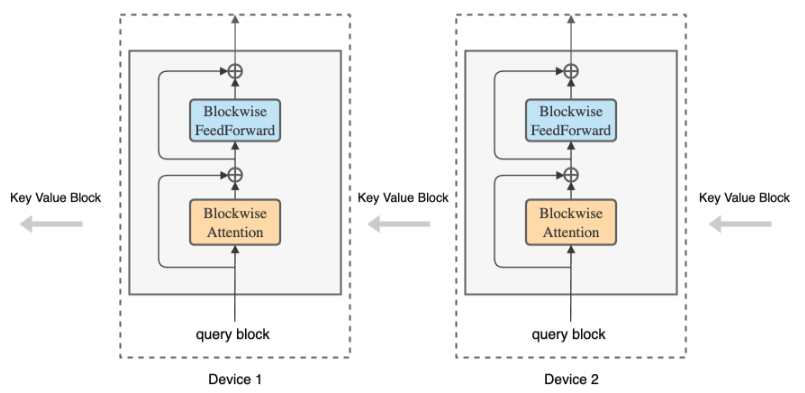 Blockwise
FeedForward
Blockwise
Attention
query block
Device 1
Blockwise
FeedForward
Blockwise
Attention
query block
Device 2
Key Value Block
Key Value Block
Key Value Block